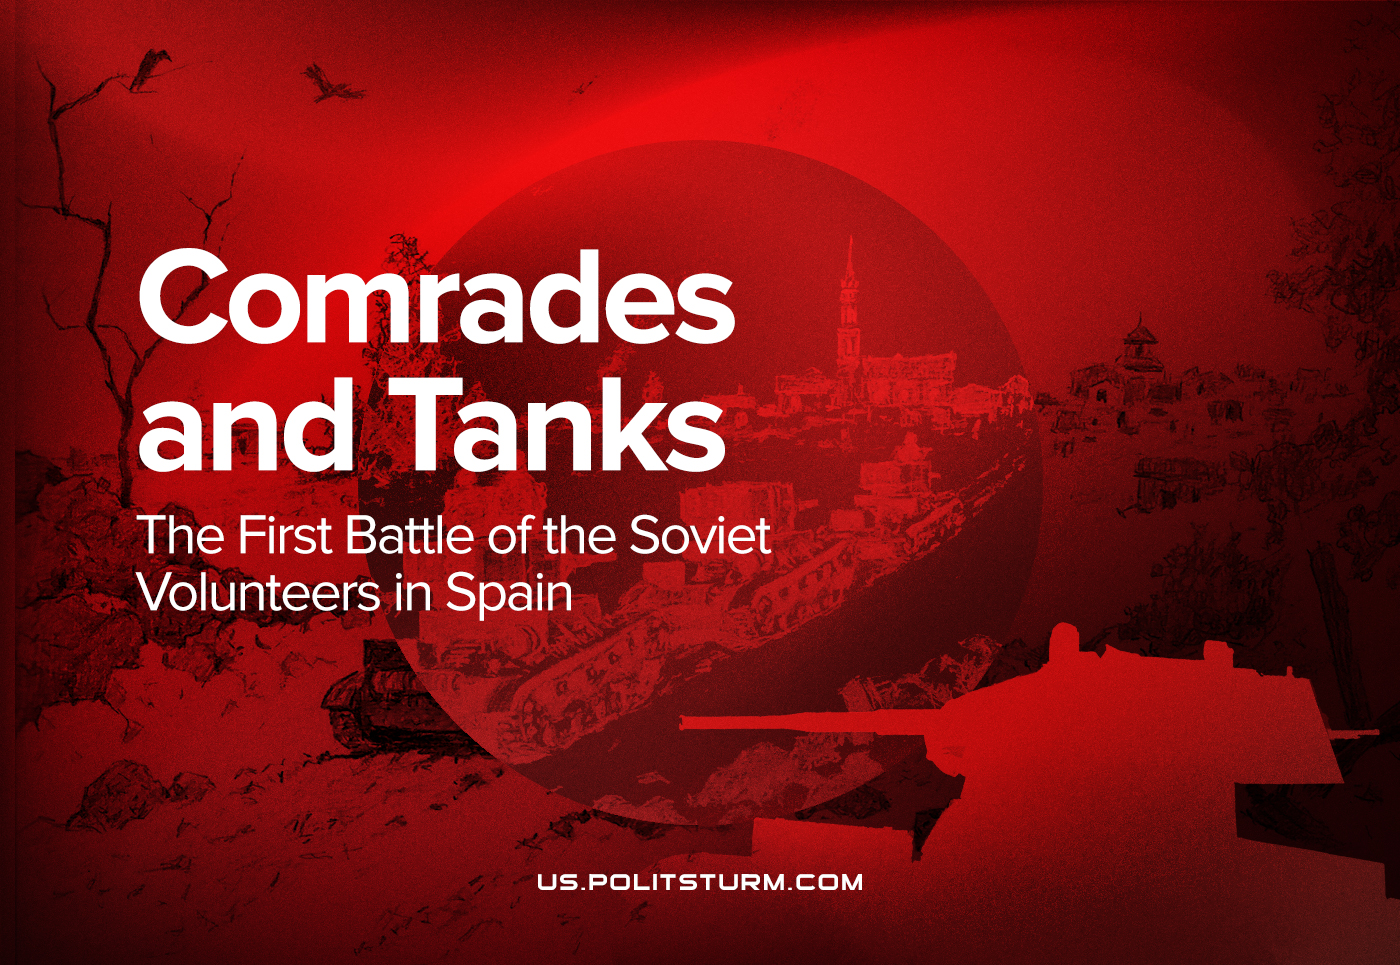 Comrades
and Tanks
The First Battle of the Soviet
Volunteers in Spain
US.POLITSTURM.COM